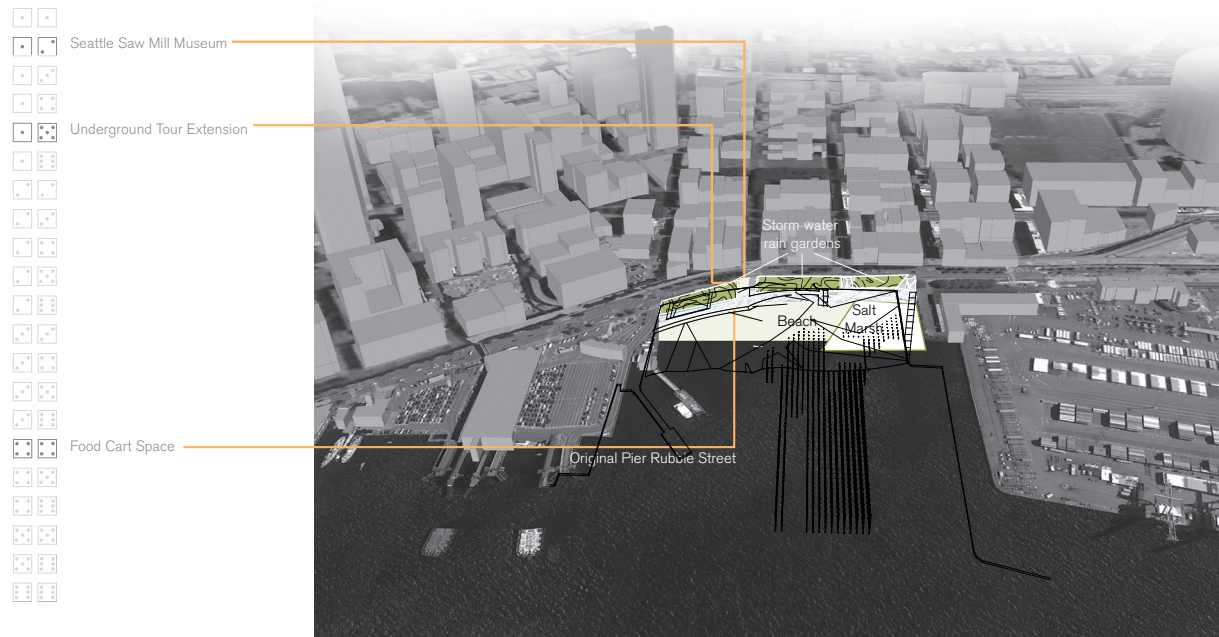 Seattle Saw Mill Museum
Underground Tour Extension
Storm water
rain gardens
Salt
Beach
Marsh
Food Cart Space
Original Pier Rubble Street